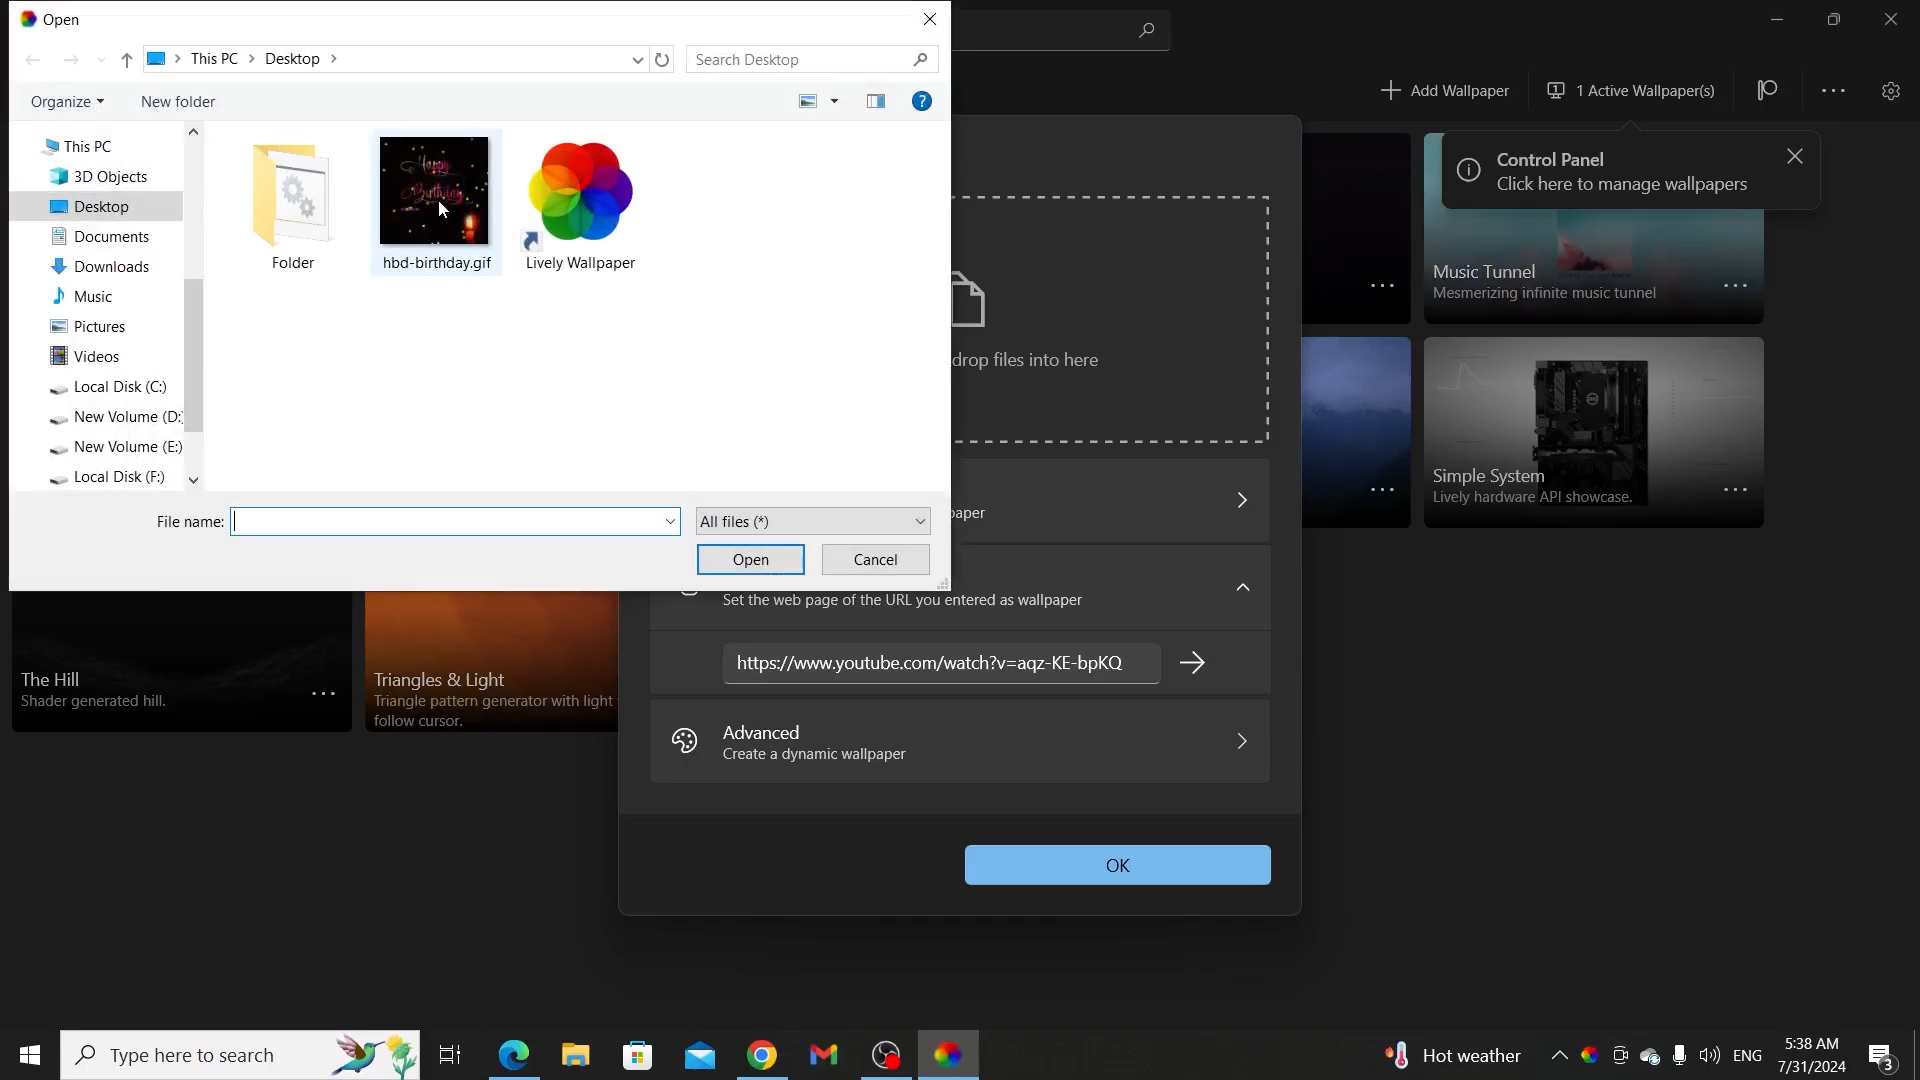 Open
This PC
Desktop
Search Desktop
Organize
New folder
This PC
3D Objects
Desktop
Documents
Downloads
Music
Pictures
Videos
Local Disk (C:)
New Volume (D:)
New Volume (E:)
Local Disk (F:)
Folder
Happy
Birthday
hbd-birthday.gif
Lively Wallpaper
File name:
All files (*)
Open
Cancel
Add Wallpaper
1 Active Wallpaper(s)
Control Panel
Click here to manage wallpapers
Music Tunnel
Mesmerizing infinite music tunnel
drop files into here
Simple System
Lively hardware API showcase.
paper
Set the web page of the URL you entered as wallpaper
https://www.youtube.com/watch?v=aqz-KE-bpKQ
The Hill
Shader generated hill.
Triangles & Light
Triangle pattern generator with light
follow cursor.
Advanced
Create a dynamic wallpaper
OK
Type here to search
Hot weather
ENG
5:38 AM
7/31/2024
3